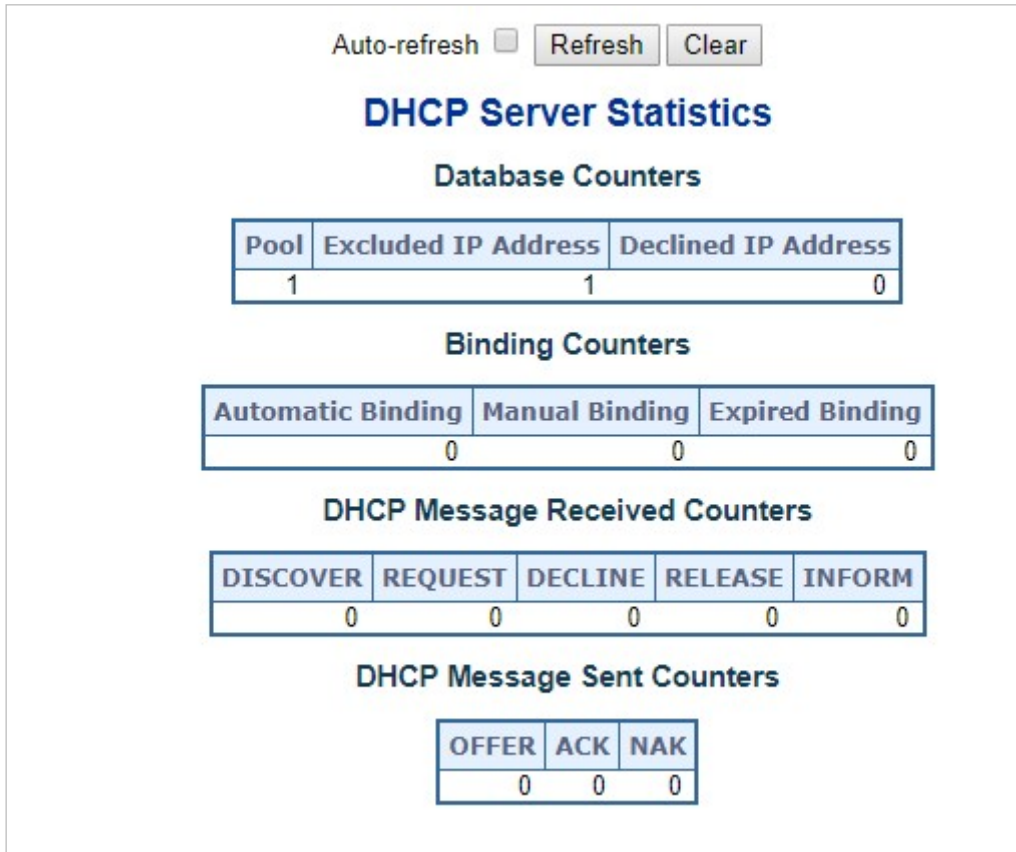 Auto-refresh Refresh Clear
DHCP Server Statistics
Database Counters
Pool Excluded IP Address Declined IP Address
1 1 0
Binding Counters
Automatic Binding Manual Binding Expired Binding
0 0 0
DHCP Message Received Counters
DISCOVER REQUEST DECLINE RELEASE INFORM
0 0 0 0 0
DHCP Message Sent Counters
OFFER ACK NAK
0 0 0